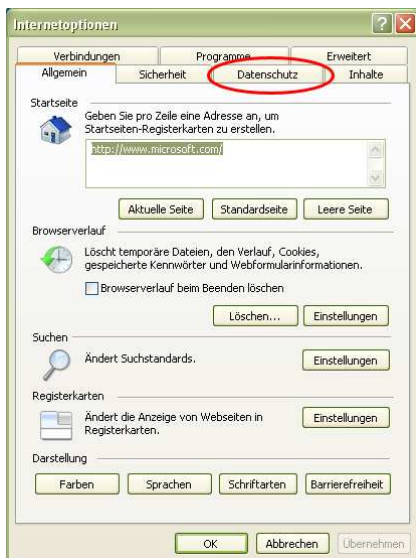 Internetoptionen
Verbindungen Programme Erweitert
Allgemein Sicherheit Datenschutz Inhalte
Startseite
Geben Sie pro Zeile eine Adresse an, um
Startseiten-Registerkarten zu erstellen.
http://www.microsoft.com/
Aktuelle Seite Standardseite Leere Seite
Browserverlauf
Löscht temporäre Dateien, den Verlauf, Cookies,
gespeicherte Kennwörter und Webformularinformationen.
Browserverlauf beim Beenden löschen
Löschen... Einstellungen
Suchen
Ändert Suchstandards.
Einstellungen
Registerkarten
Ändert die Anzeige von Webseiten in
Registerkarten.
Einstellungen
Darstellung
Farben Sprachen Schriftarten Barrierefreiheit
OK Abbrechen Übernehmen